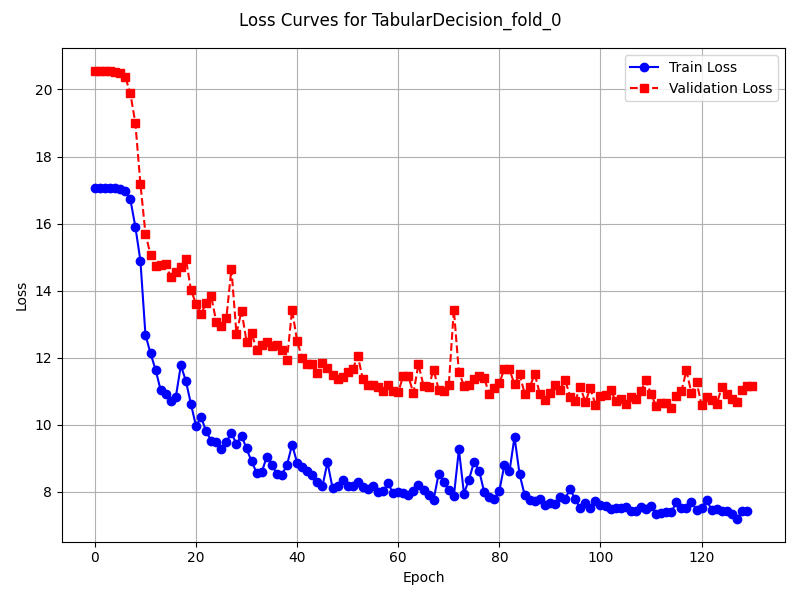 Loss Curves for TabularDecision_fold_0
Train Loss
Validation Loss
Loss
20
18
16
14
12
10
8
0 20 40 60 80 100 120
Epoch